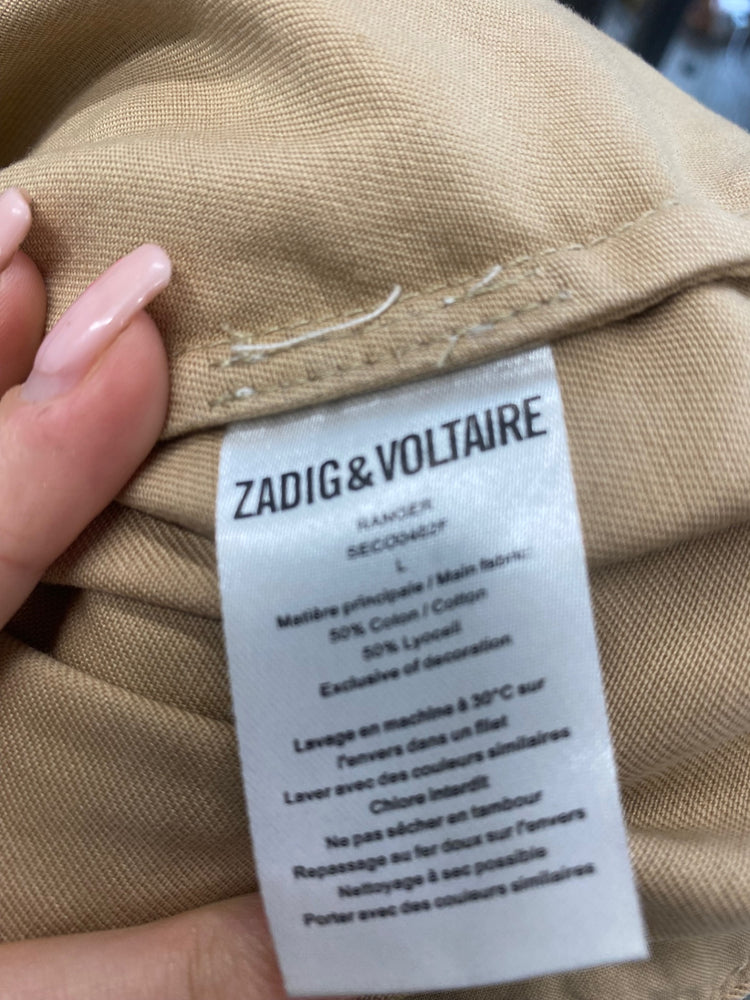 ZADIG&VOLTAIRE
RANGER
L
Matière principale / Main fabric:
50% Coton / Cotton
50% Lyocell
Exclusive of decoration
Lavage en machine à 30°C sur
l'envers dans un filet
Laver avec des couleurs similaires
Chlore interdit
Ne pas sécher en tambour
Repassage au fer doux sur l'envers
Nettoyage à sec possible
Porter avec des couleurs similaires